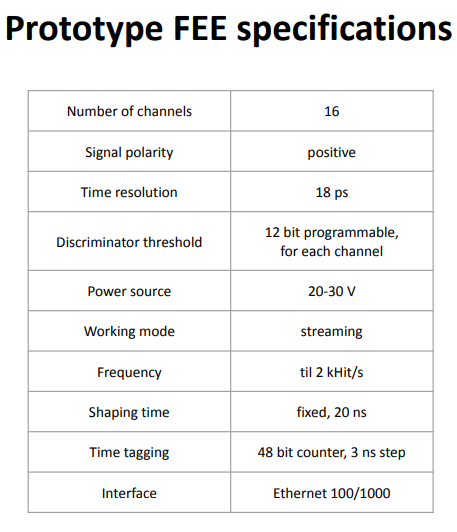 Prototype FEE specifications
Number of channels 16
Signal polarity positive
Time resolution 18 ps
Discriminator threshold 12 bit programmable,
for each channel
Power source 20-30 V
Working mode streaming
Frequency til 2 kHit/s
Shaping time fixed, 20 ns
Time tagging 48 bit counter, 3 ns step
Interface Ethernet 100/1000